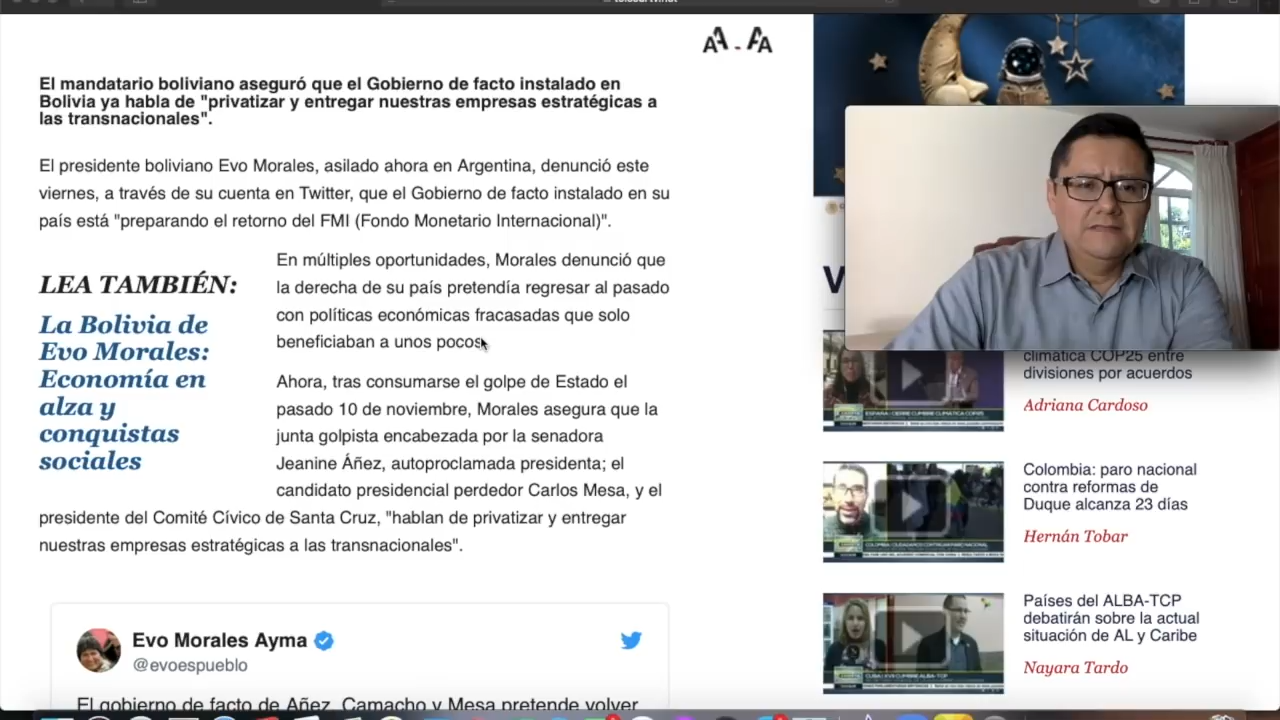 El mandatario boliviano aseguró que el Gobierno de facto instalado en
Bolivia ya habla de "privatizar y entregar nuestras empresas estratégicas a
las transnacionales".
El presidente boliviano Evo Morales, asilado ahora en Argentina, denunció este
viernes, a través de su cuenta en Twitter, que el Gobierno de facto instalado en su
país está "preparando el retorno del FMI (Fondo Monetario Internacional)".
LEA TAMBIÉN:
La Bolivia de
Evo Morales:
Economía en
alza y
conquistas
sociales
En múltiples oportunidades, Morales denunció que
la derecha de su país pretendía regresar al pasado
con políticas económicas fracasadas que solo
beneficiaban a unos pocos
Ahora, tras consumarse el golpe de Estado el
pasado 10 de noviembre, Morales asegura que la
junta golpista encabezada por la senadora
Jeanine Áñez, autoproclamada presidenta; el
candidato presidencial perdedor Carlos Mesa, y el
presidente del Comité Cívico de Santa Cruz, "hablan de privatizar y entregar
nuestras empresas estratégicas a las transnacionales".
Evo Morales Ayma
@evoespueblo
Mesa pretende volver
AA - AA
V
climática COP25 entre
divisiones por acuerdos
Adriana Cardoso
Colombia: paro nacional
contra reformas de
Duque alcanza 23 días
Hernán Tobar
Países del ALBA-TCP
debatirán sobre la actual
situación de AL y Caribe
Nayara Tardo